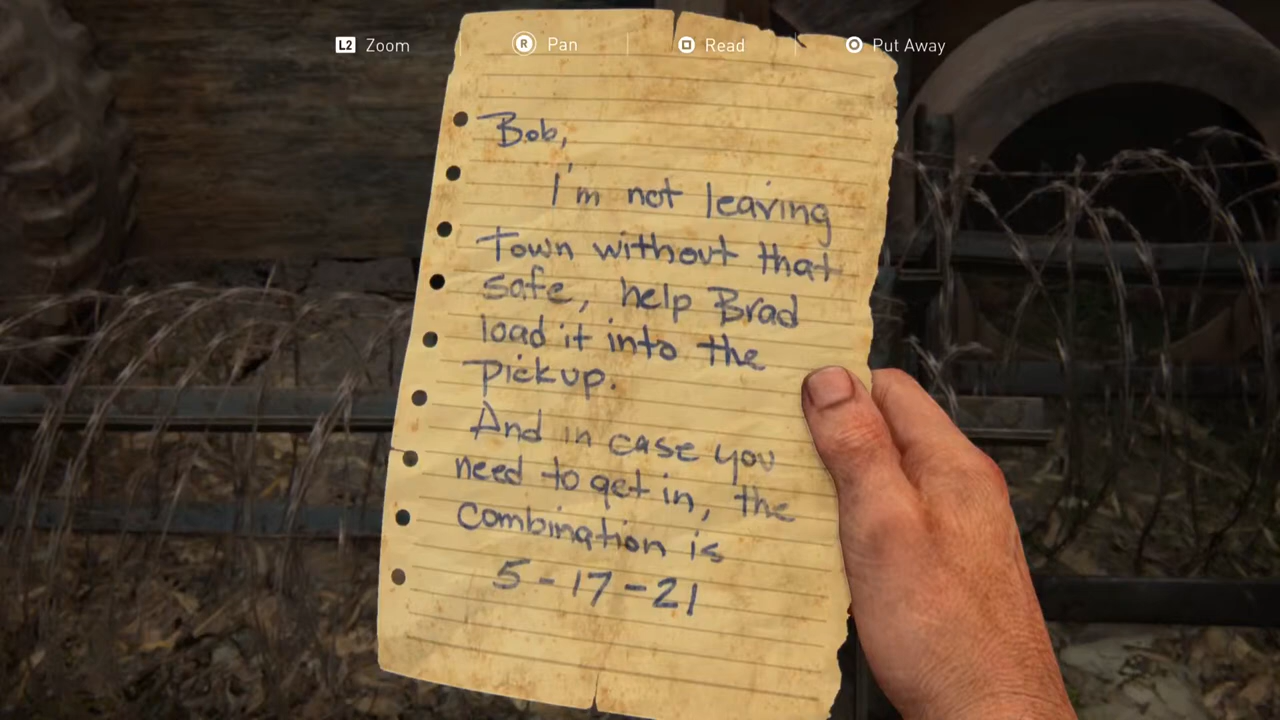 L2 Zoom R Pan Read Put Away
Bob,
I'm not leaving
Town without that
safe, help Brad
load it into the
pickup.
And in case you
need to get in, the
combination is
5-17-21